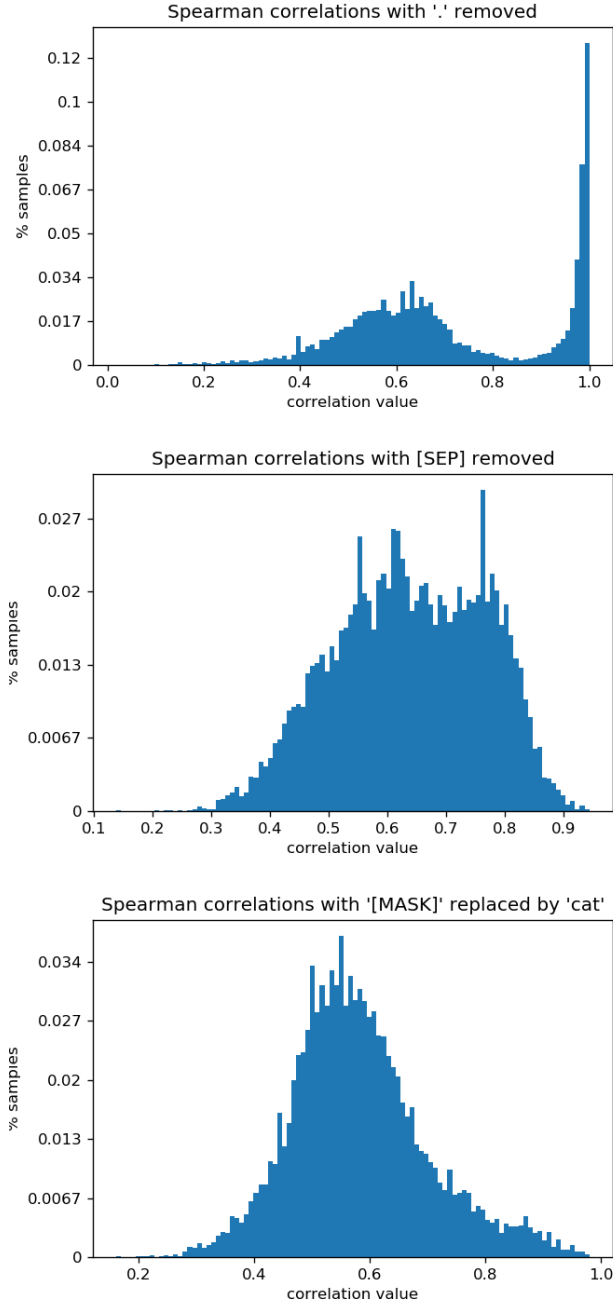 Spearman correlations with '.' removed
0.12
0.1
0.084
0.067
0.05
0.034
0.017
0
% samples
0.0 0.2 0.4 0.6 0.8 1.0
correlation value
Spearman correlations with [SEP] removed
0.027
0.02
0.013
0.0067
0
% samples
0.1 0.2 0.3 0.4 0.5 0.6 0.7 0.8 0.9
correlation value
Spearman correlations with '[MASK]' replaced by 'cat'
0.034
0.027
0.02
0.013
0.0067
0
% samples
0.2 0.4 0.6 0.8 1.0
correlation value